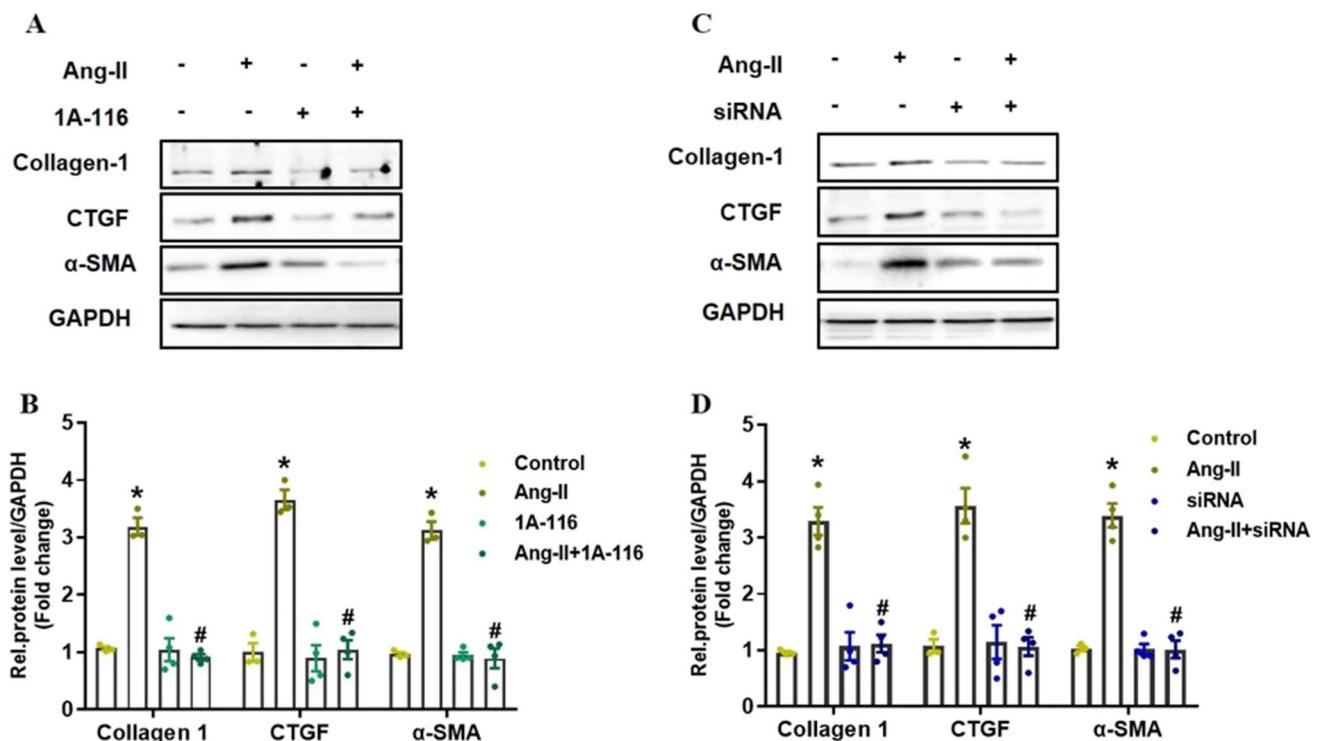 A
Ang-II - + - +
1A-116 - - + +
Collagen-1
CTGF
α-SMA
GAPDH
C
Ang-II - + - +
siRNA - - + +
Collagen-1
CTGF
α-SMA
GAPDH
B
Rel.protein level/GAPDH
(Fold change)
5
4
3
2
1
0
* * *
# # #
Collagen 1 CTGF α-SMA
Control
Ang-II
1A-116
Ang-II+1A-116
D
Rel.protein level/GAPDH
(Fold change)
5
4
3
2
1
0
* * *
# # #
Collagen 1 CTGF α-SMA
Control
Ang-II
siRNA
Ang-II+siRNA